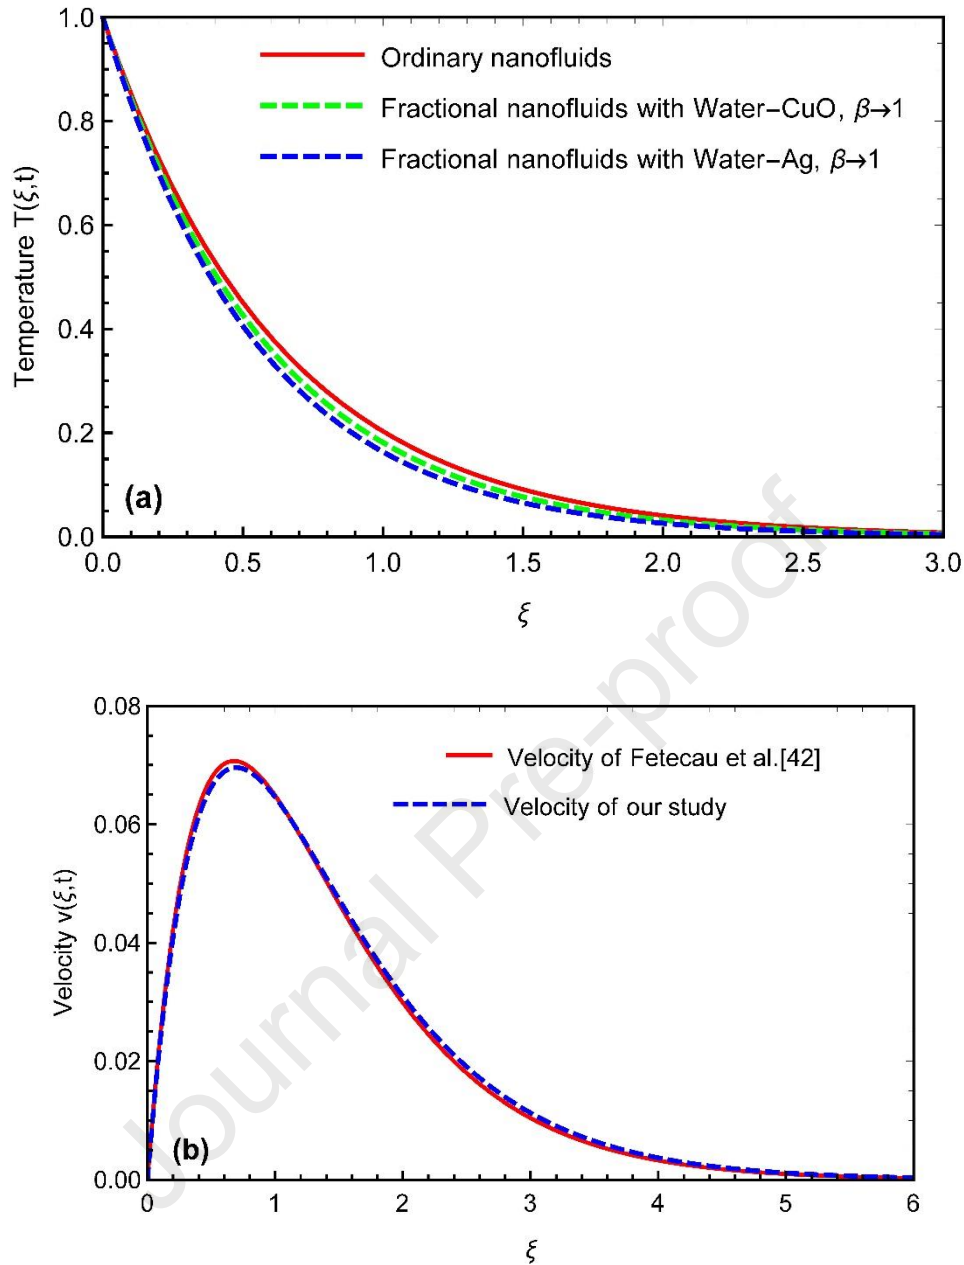 1.0
Ordinary nanofluids
Fractional nanofluids with Water–CuO, β→1
0.8
Fractional nanofluids with Water–Ag, β→1
0.6
0.4
0.2
0.0
Temperature T(ξ,t)
(a)
0.0 0.5 1.0 1.5 2.0 2.5 3.0
ξ
0.08
Velocity of Fetecau et al.[42]
Velocity of our study
0.06
0.04
0.02
0.00
Velocity v(ξ,t)
(b)
0 1 2 3 4 5 6
ξ
Journal Pre-proof